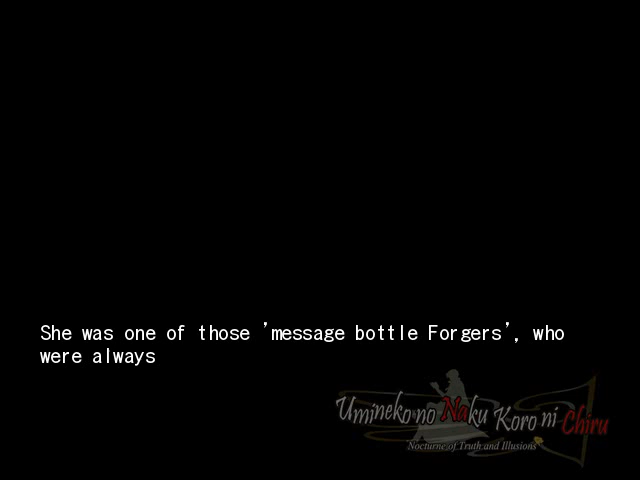 She was one of those 'message bottle Forgers', who
were always
Umineko no Naku Koro ni Chiru
Nocturne of Truth and Illusions